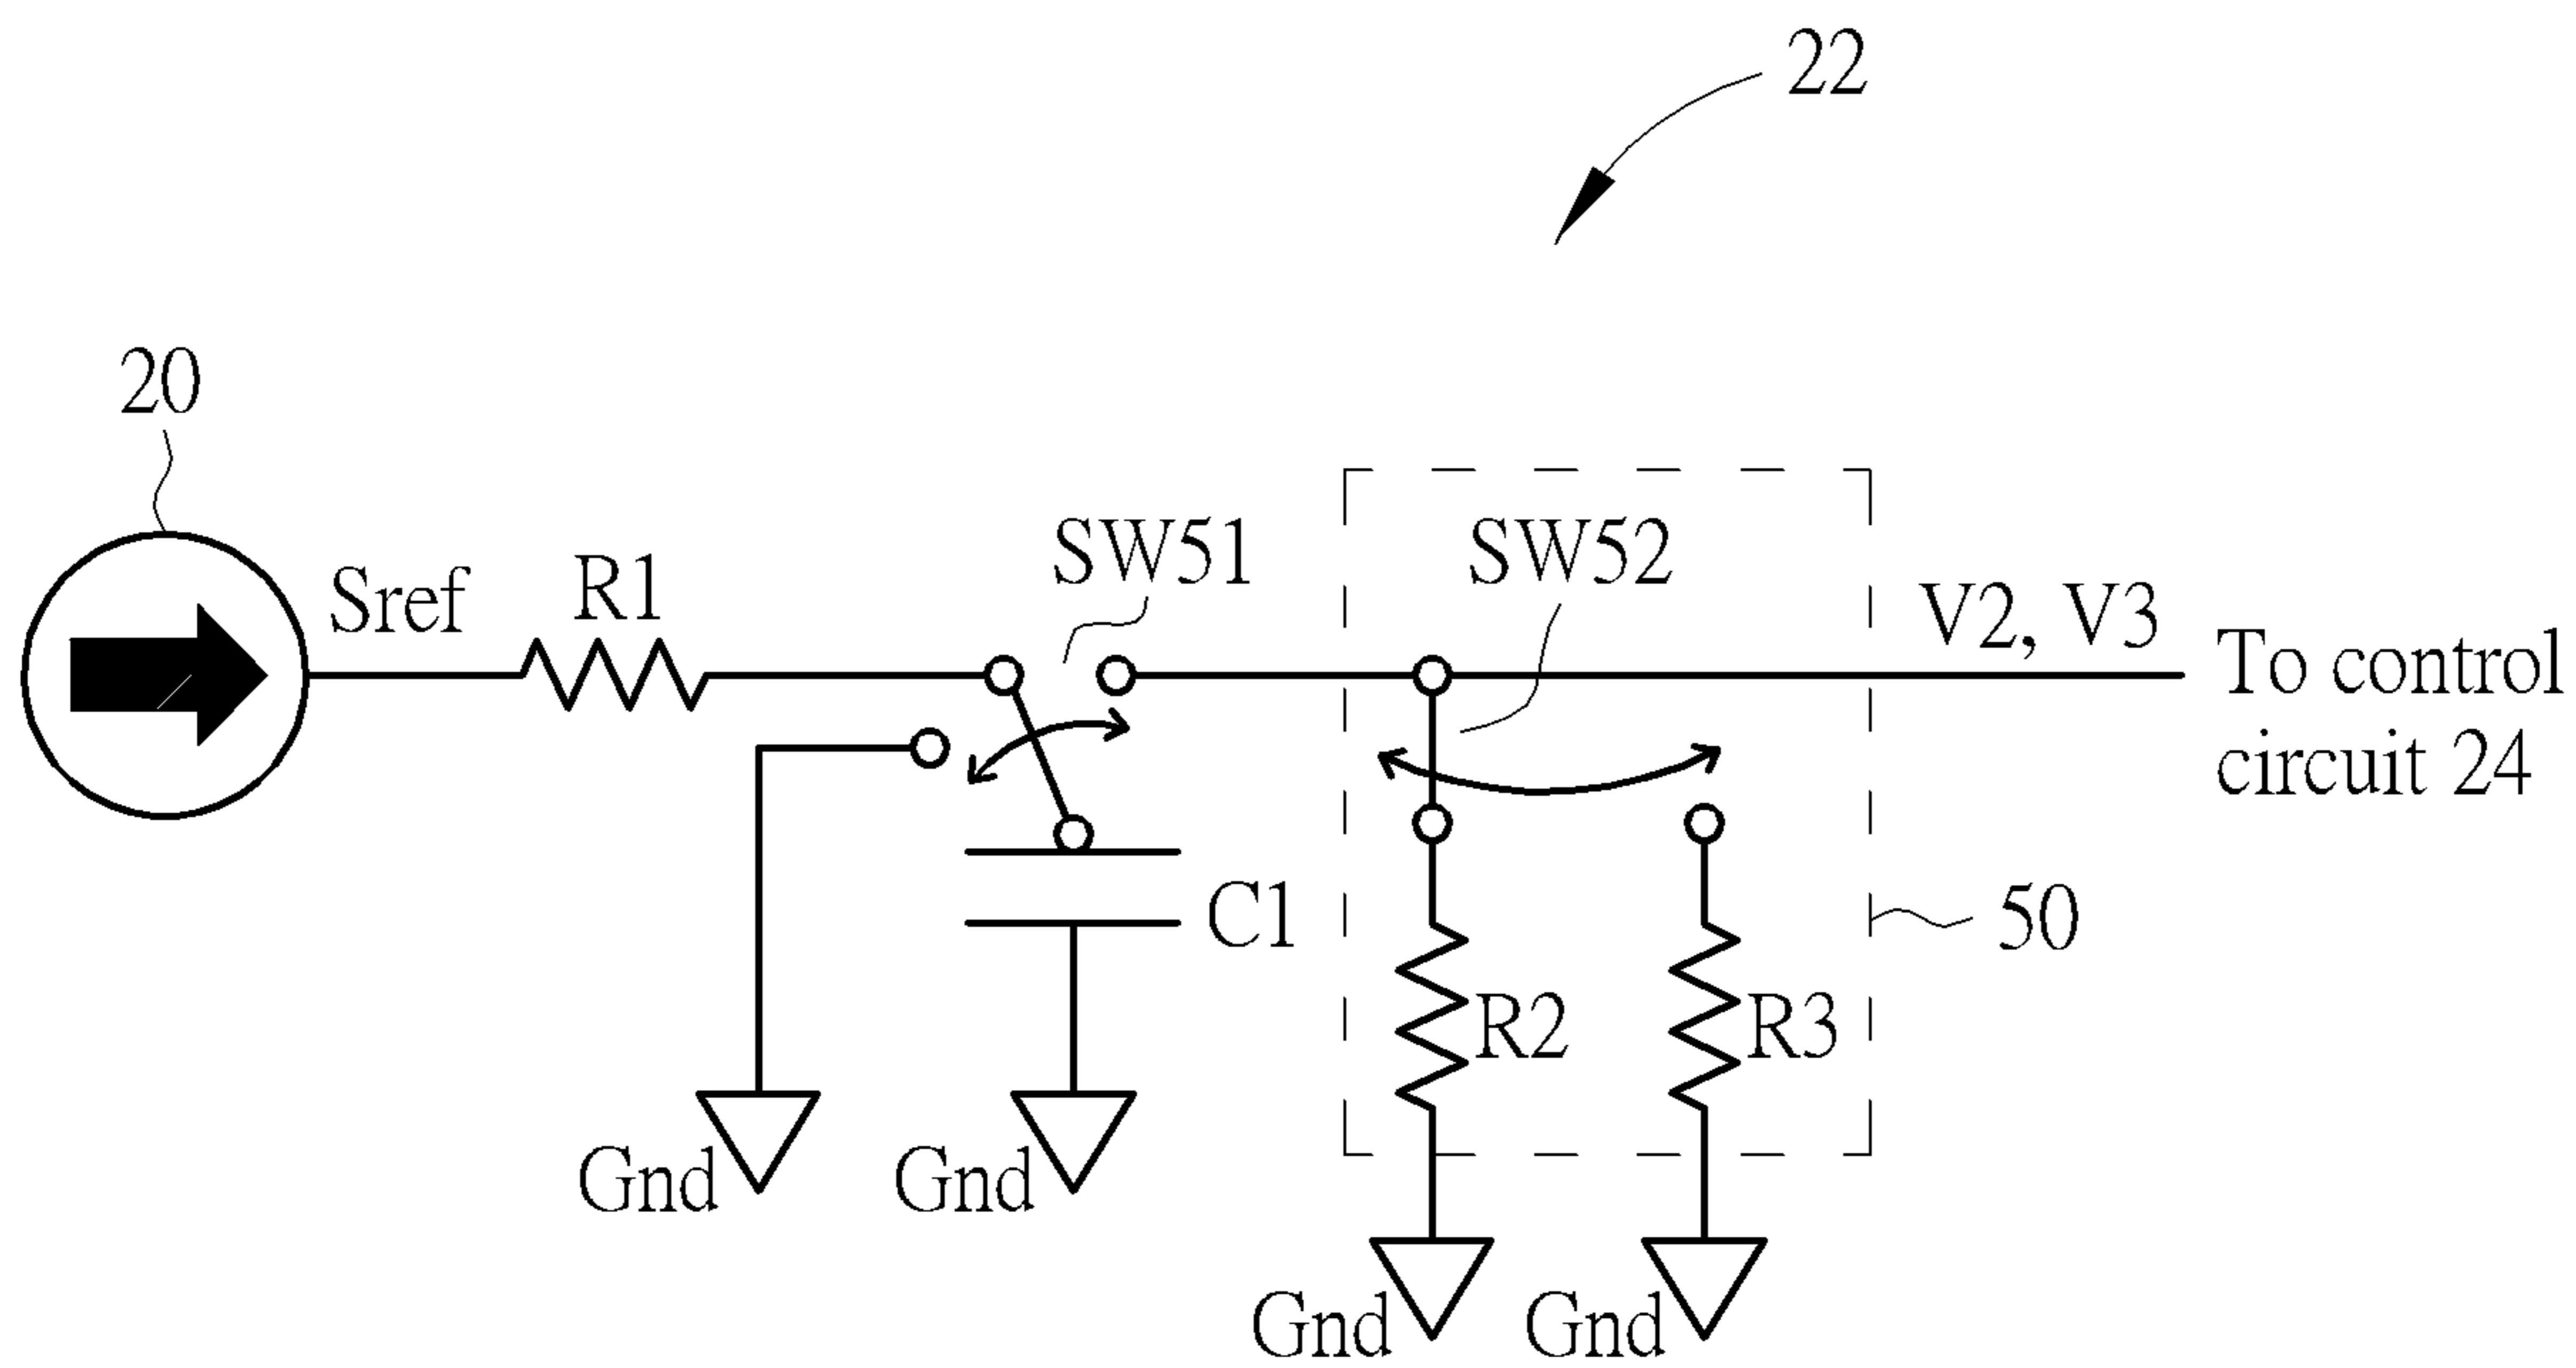 22
20
Sref
R1
SW51
SW52
V2, V3
To control
circuit 24
C1
50
R2
R3
Gnd
Gnd
Gnd
Gnd